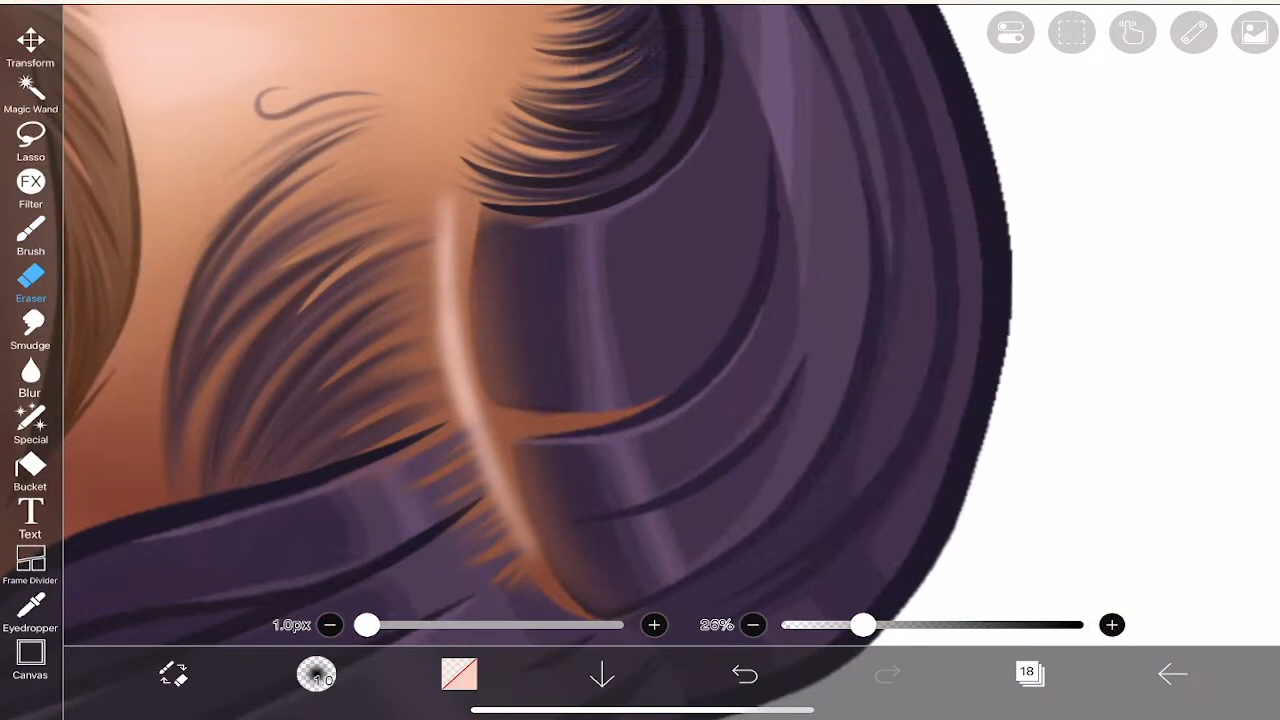 Transform
Magic Wand
Lasso
FX
Filter
Brush
Eraser
Smudge
Blur
Special
Bucket
T
Text
Frame Divider
Eyedropper
Canvas
1.0px
26%
1.0
18